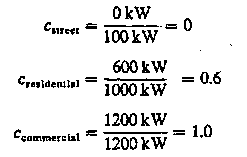 c_street = 0 kW / 100 kW = 0
c_residential = 600 kW / 1000 kW = 0.6
c_commercial = 1200 kW / 1200 kW = 1.0